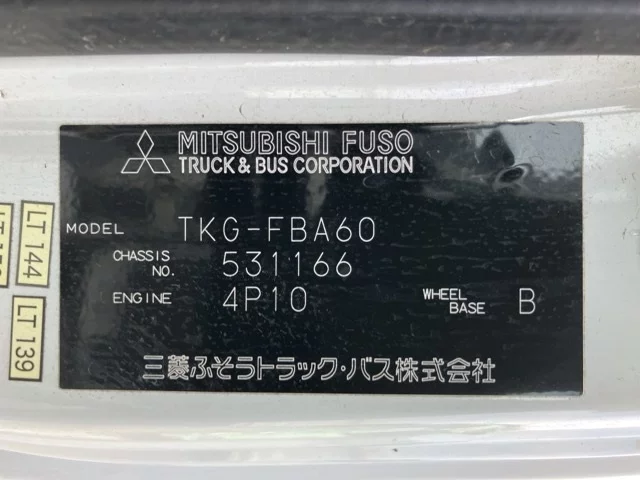 MITSUBISHI FUSO
TRUCK & BUS CORPORATION
MODEL TKG-FBA60
CHASSIS NO. 531166
ENGINE 4P10 WHEEL BASE B
三菱ふそうトラック・バス株式会社
LT 144
LT 139